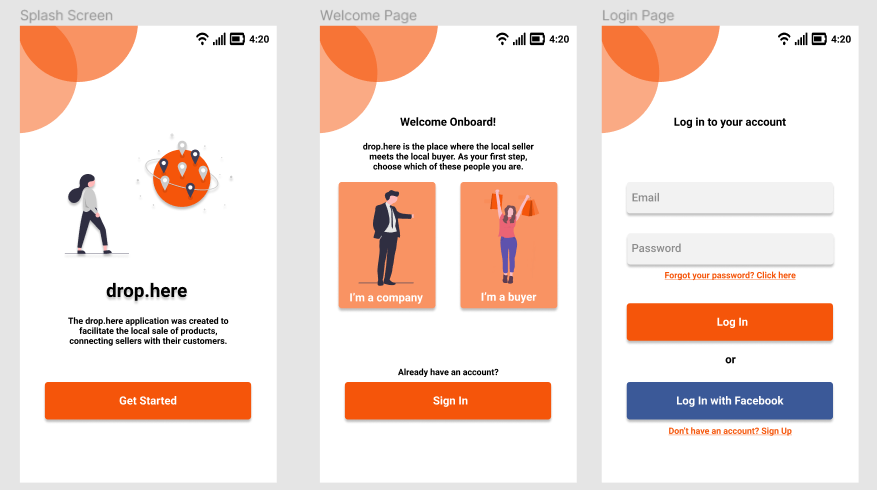 Splash Screen
4:20
drop.here
The drop.here application was created to
facilitate the local sale of products,
connecting sellers with their customers.
Get Started
Welcome Page
4:20
Welcome Onboard!
drop.here is the place where the local seller
meets the local buyer. As your first step,
choose which of these people you are.
I'm a company
I'm a buyer
Already have an account?
Sign In
Login Page
4:20
Log in to your account
Email
Password
Forgot your password? Click here
Log In
or
Log In with Facebook
Don't have an account? Sign Up